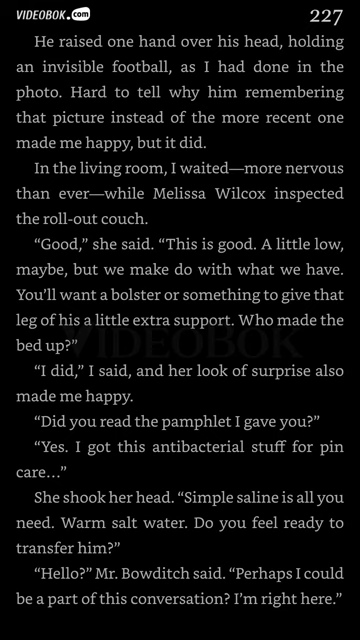 VIDEOBOK.com
227
He raised one hand over his head, holding
an invisible football, as I had done in the
photo. Hard to tell why him remembering
that picture instead of the more recent one
made me happy, but it did.
In the living room, I waited—more nervous
than ever—while Melissa Wilcox inspected
the roll-out couch.
“Good,” she said. “This is good. A little low,
maybe, but we make do with what we have.
You’ll want a bolster or something to give that
leg of his a little extra support. Who made the
bed up?”
VIDEOBOK
“I did,” I said, and her look of surprise also
made me happy.
“Did you read the pamphlet I gave you?”
“Yes. I got this antibacterial stuff for pin
care…”
She shook her head. “Simple saline is all you
need. Warm salt water. Do you feel ready to
transfer him?”
“Hello?” Mr. Bowditch said. “Perhaps I could
be a part of this conversation? I’m right here.”